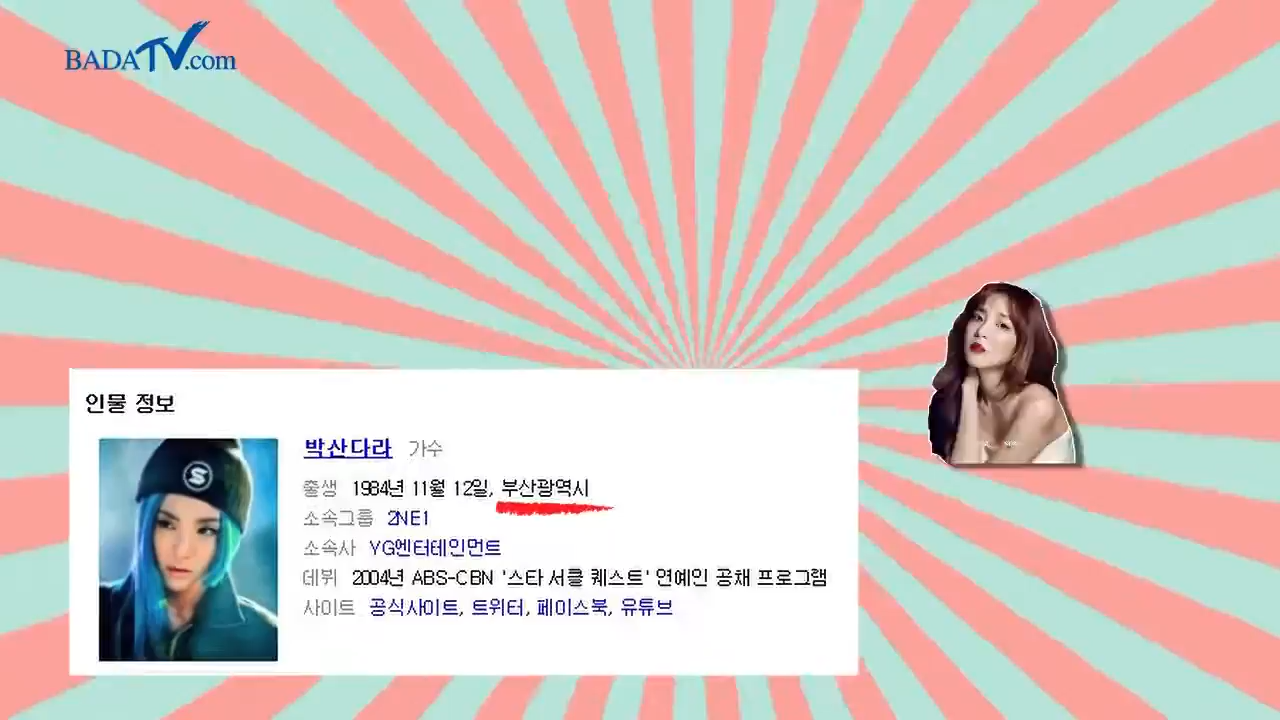 BADATV.com
인물 정보
박산다라 가수
출생 1984년 11월 12일, 부산광역시
소속그룹 2NE1
소속사 YG엔터테인먼트
데뷔 2004년 ABS-CBN '스타 서클 퀘스트' 연예인 공채 프로그램
사이트 공식사이트, 트위터, 페이스북, 유튜브
S